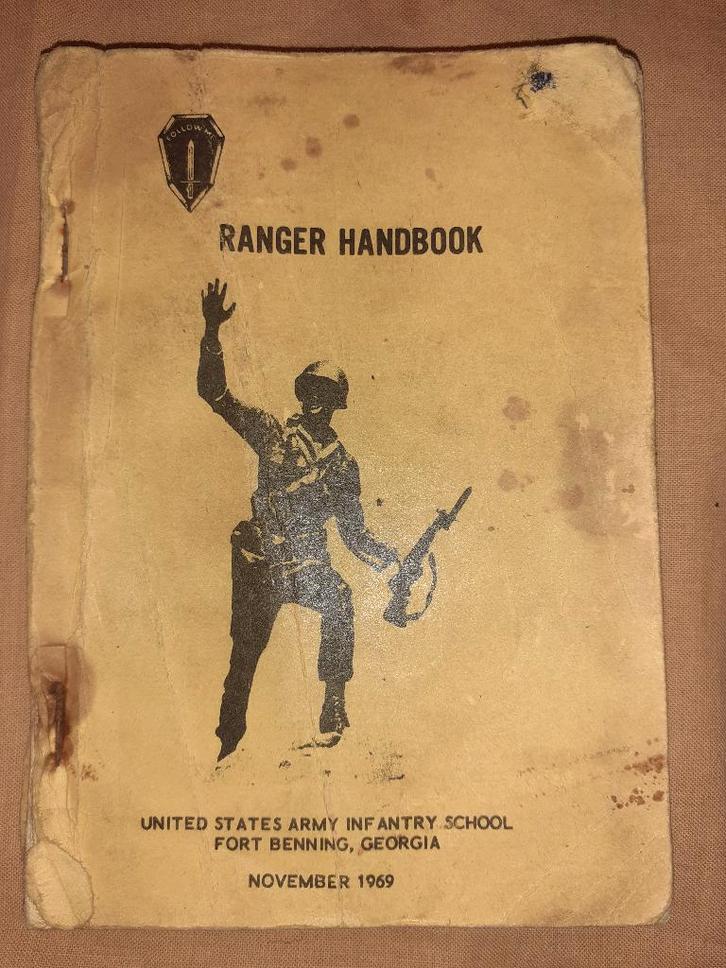 FOLLOW ME
RANGER HANDBOOK
UNITED STATES ARMY INFANTRY SCHOOL
FORT BENNING, GEORGIA
NOVEMBER 1969